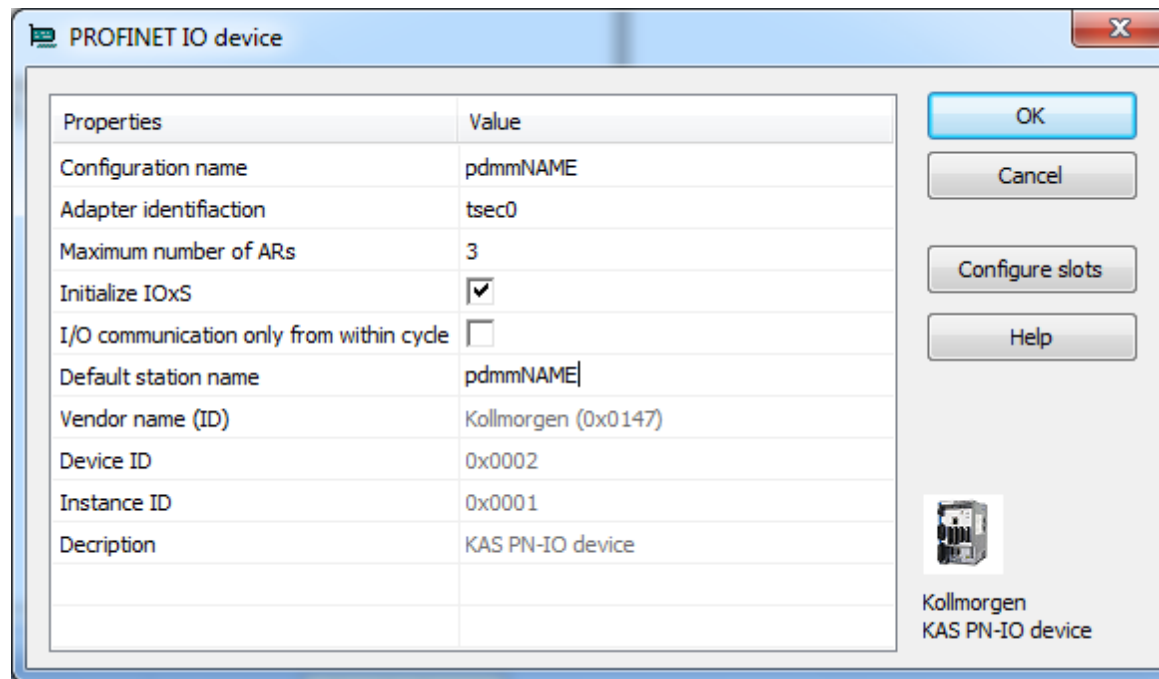 PROFINET IO device
Properties Value
Configuration name pdmmNAME
Adapter identifiaction tsec0
Maximum number of ARs 3
Initialize IOxS
I/O communication only from within cycle
Default station name pdmmNAME
Vendor name (ID) Kollmorgen (0x0147)
Device ID 0x0002
Instance ID 0x0001
Decription KAS PN-IO device
OK
Cancel
Configure slots
Help
Kollmorgen
KAS PN-IO device